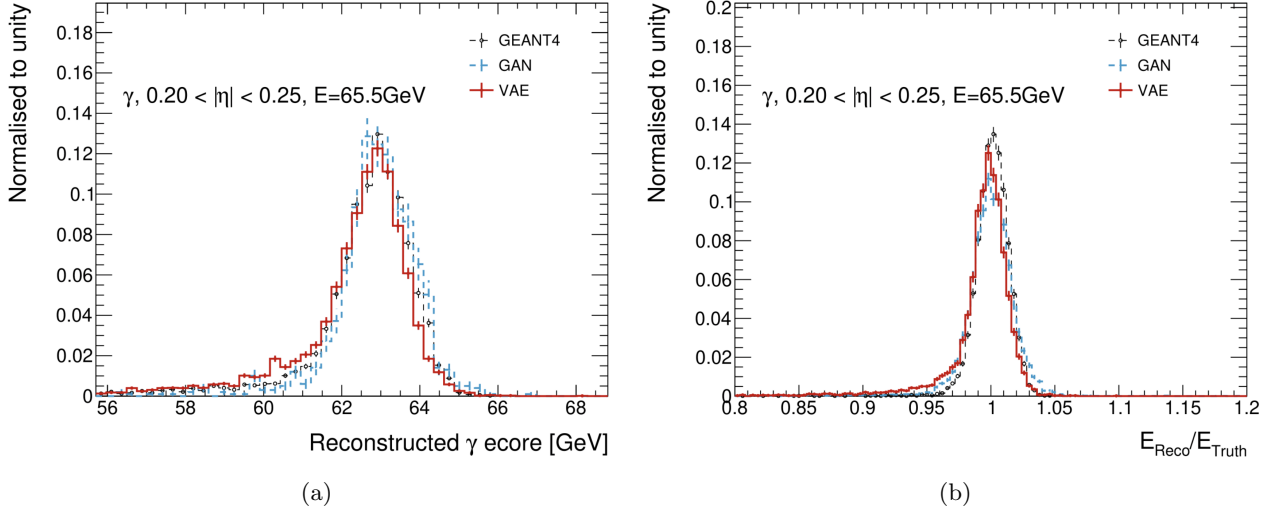 Normalised to unity
0.18
0.16
0.14
0.12
0.1
0.08
0.06
0.04
0.02
0
56
58
60
62
64
66
68
GEANT4
GAN
VAE
γ, 0.20 < |η| < 0.25, E=65.5GeV
Reconstructed γ ecore [GeV]
(a)
Normalised to unity
0.2
0.18
0.16
0.14
0.12
0.1
0.08
0.06
0.04
0.02
0
0.8
0.85
0.9
0.95
1
1.05
1.1
1.15
1.2
GEANT4
GAN
VAE
γ, 0.20 < |η| < 0.25, E=65.5GeV
E_Reco/E_Truth
(b)